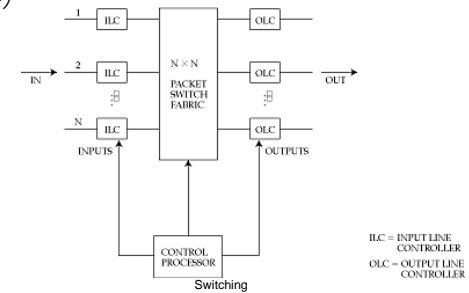 1
ILC
OLC
N×N
2
ILC
OLC
IN
PACKET
SWITCH
FABRIC
OUT
N
ILC
OLC
INPUTS
OUTPUTS
CONTROL
PROCESSOR
ILC = INPUT LINE
CONTROLLER
OLC = OUTPUT LINE
CONTROLLER
Switching